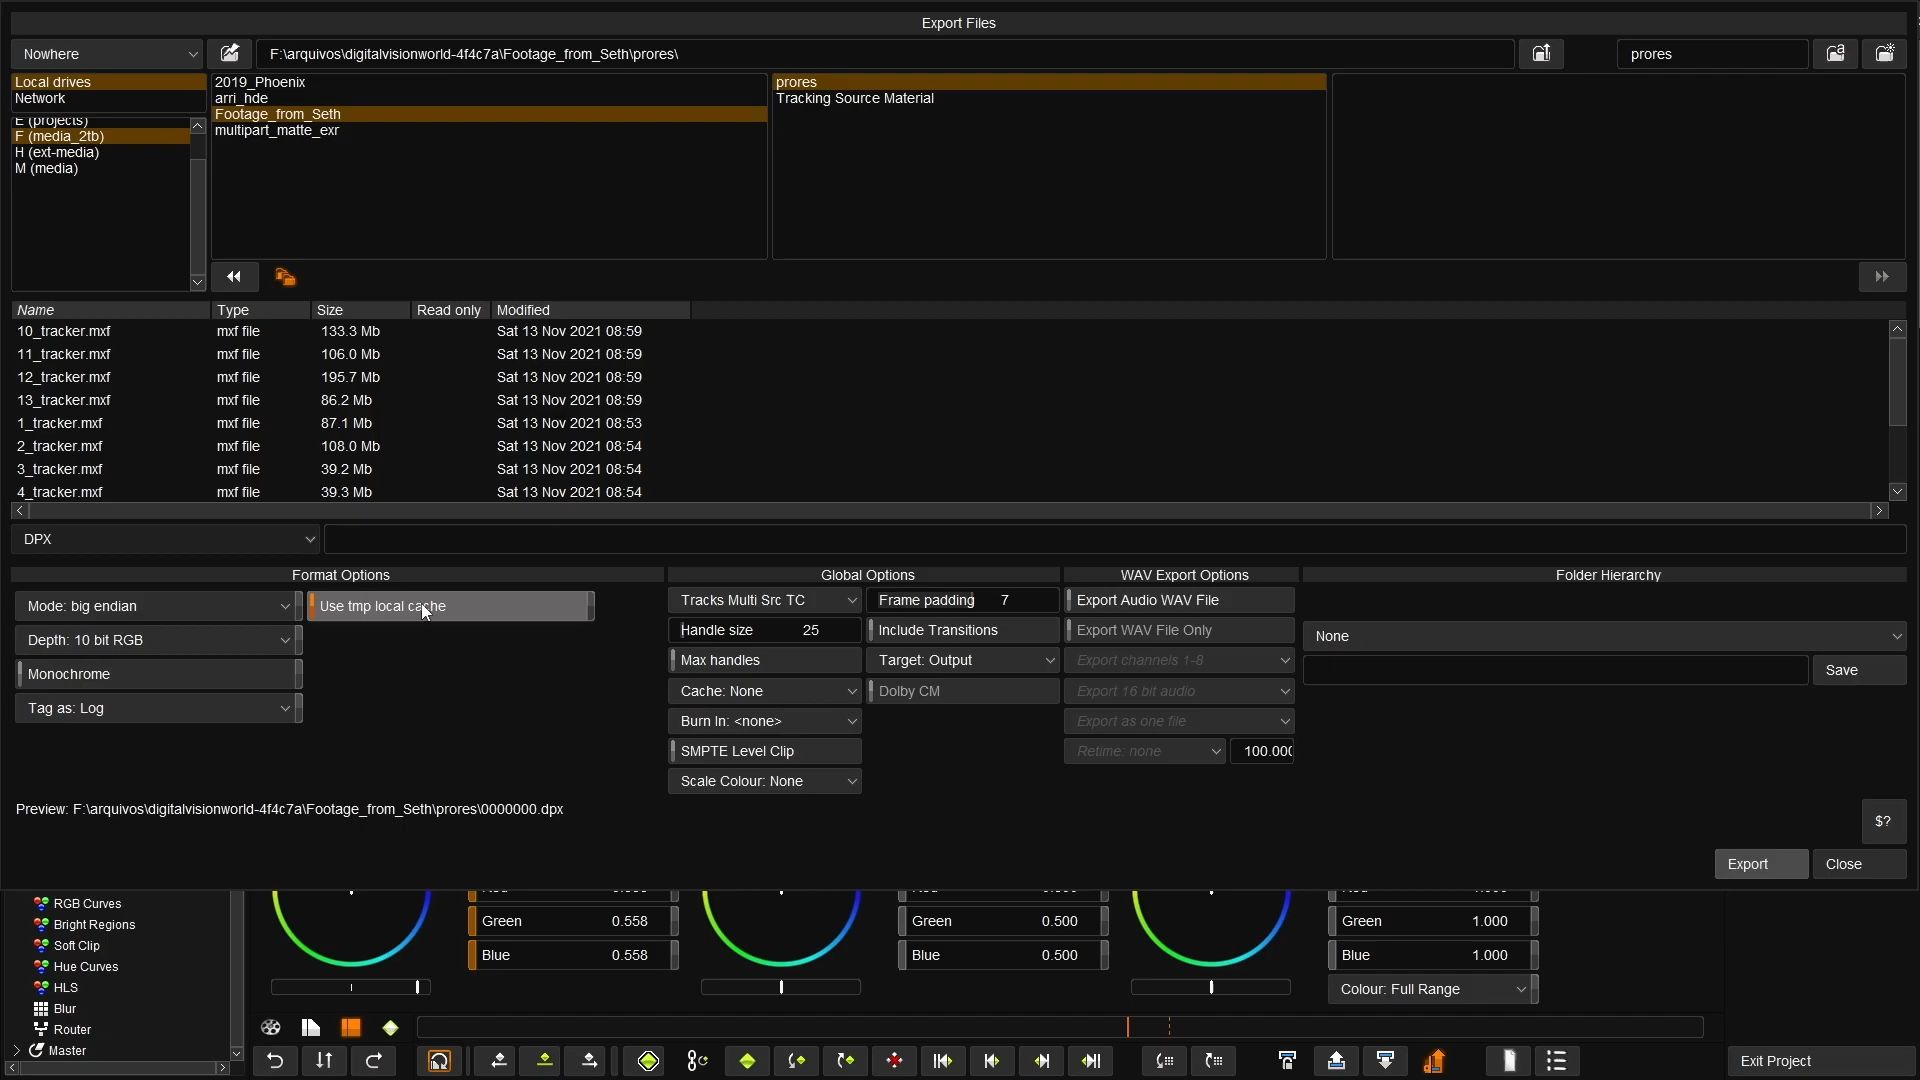 Export Files
Nowhere
F:\arquivos\digitalvisionworld-4f4c7a\Footage_from_Seth\prores\
prores
Local drives
Network
E (projects)
F (media_2tb)
H (ext-media)
M (media)
2019_Phoenix
arri_hde
Footage_from_Seth
multipart_matte_exr
prores
Tracking Source Material
Name Type Size Read only Modified
10_tracker.mxf mxf file 133.3 Mb Sat 13 Nov 2021 08:59
11_tracker.mxf mxf file 106.0 Mb Sat 13 Nov 2021 08:59
12_tracker.mxf mxf file 195.7 Mb Sat 13 Nov 2021 08:59
13_tracker.mxf mxf file 86.2 Mb Sat 13 Nov 2021 08:59
1_tracker.mxf mxf file 87.1 Mb Sat 13 Nov 2021 08:53
2_tracker.mxf mxf file 108.0 Mb Sat 13 Nov 2021 08:54
3_tracker.mxf mxf file 39.2 Mb Sat 13 Nov 2021 08:54
4_tracker.mxf mxf file 39.3 Mb Sat 13 Nov 2021 08:54
DPX
Format Options
Mode: big endian
Use tmp local cache
Depth: 10 bit RGB
Monochrome
Tag as: Log
Global Options
Tracks Multi Src TC
Frame padding 7
Handle size 25
Include Transitions
Max handles
Target: Output
Cache: None
Dolby CM
Burn In: <none>
SMPTE Level Clip
Scale Colour: None
WAV Export Options
Export Audio WAV File
Export WAV File Only
Export channels 1-8
Export 16 bit audio
Export as one file
Retime: none 100.000
Folder Hierarchy
None
Save
Preview: F:\arquivos\digitalvisionworld-4f4c7a\Footage_from_Seth\prores\0000000.dpx
$?
Export
Close
RGB Curves
Bright Regions
Soft Clip
Hue Curves
HLS
Blur
Router
Master
Green 0.558
Blue 0.558
Green 0.500
Blue 0.500
Green 1.000
Blue 1.000
Colour: Full Range
Exit Project